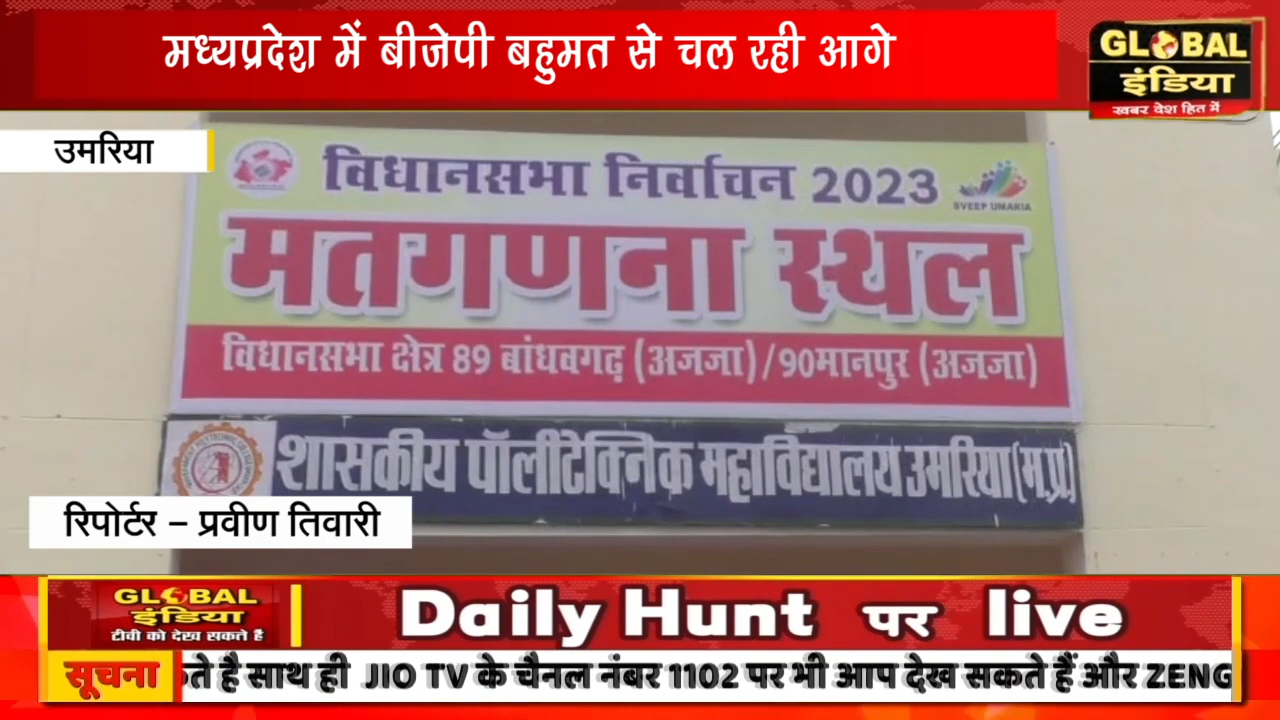 मध्यप्रदेश में बीजेपी बहुमत से चल रही आगे
GLOBAL
इंडिया
खबर देश हित में
उमरिया
विधानसभा निर्वाचन 2023
SVEEP UMARIA
मतगणना स्थल
विधानसभा क्षेत्र 89 बांधवगढ़ (अजजा)/90मानपुर (अजजा)
शासकीय पॉलीटेक्निक महाविद्यालय उमरिया(म.प्र.)
रिपोर्टर – प्रवीण तिवारी
GLOBAL
इंडिया
टीवी को देख सकते है
Daily Hunt पर live
सूचना
ते है साथ ही JIO TV के चैनल नंबर 1102 पर भी आप देख सकते हैं और ZENG